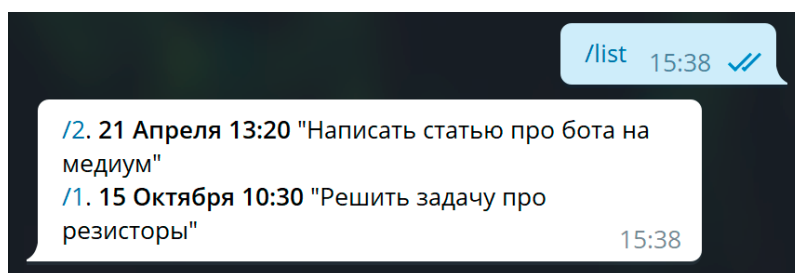 /list 15:38
/2. 21 Апреля 13:20 "Написать статью про бота на
медиум"
/1. 15 Октября 10:30 "Решить задачу про
резисторы"
15:38